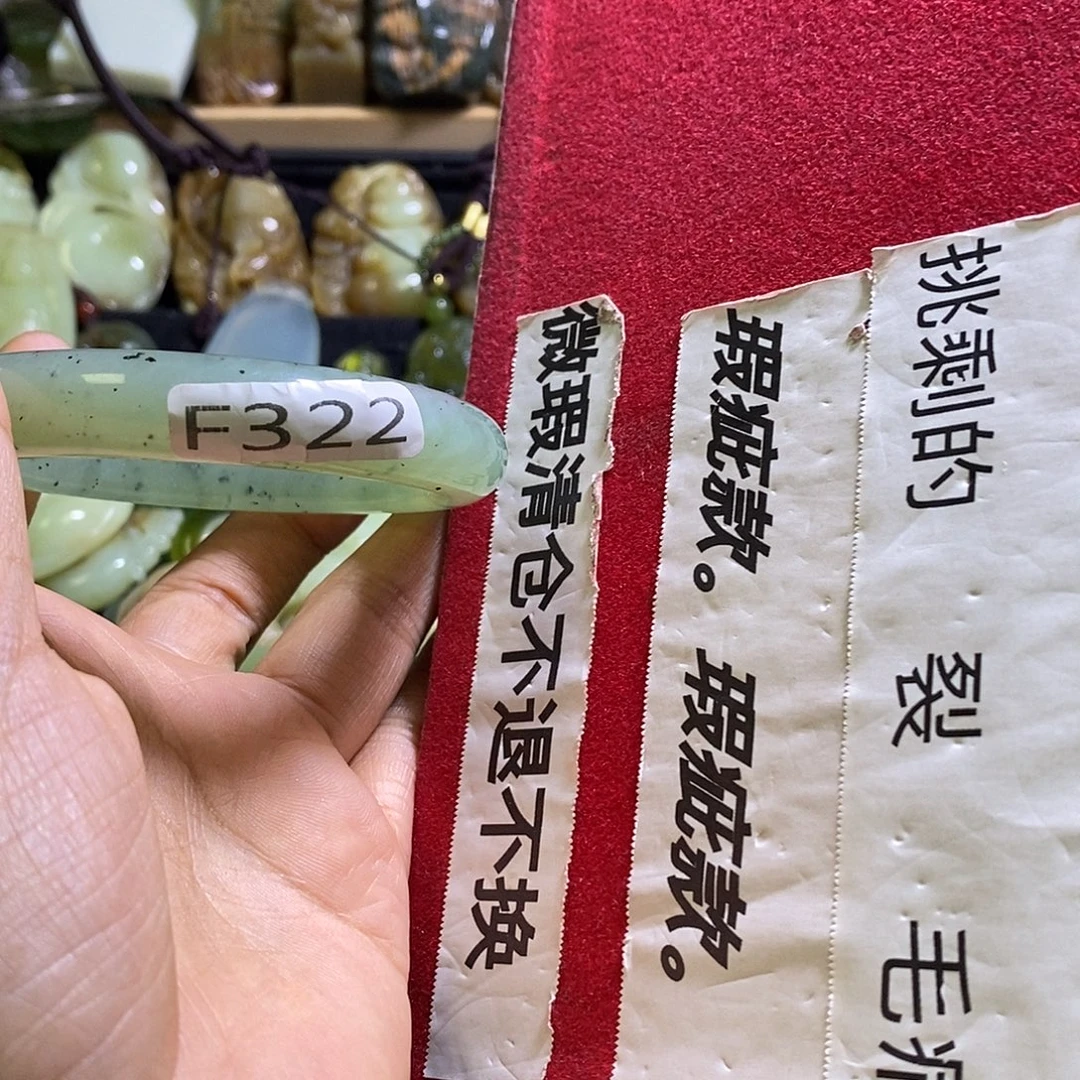 F322
微瑕清仓不退不换
瑕疵款。瑕疵款。
挑剩的 裂 毛病